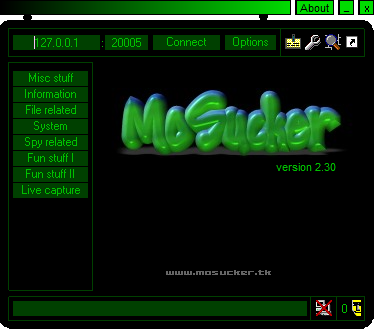 About _ x
127.0.0.1 : 20005 Connect Options
Misc stuff
Information
File related
System
Spy related
Fun stuff I
Fun stuff II
Live capture
MoSucker
version 2.30
www.mosucker.tk
0